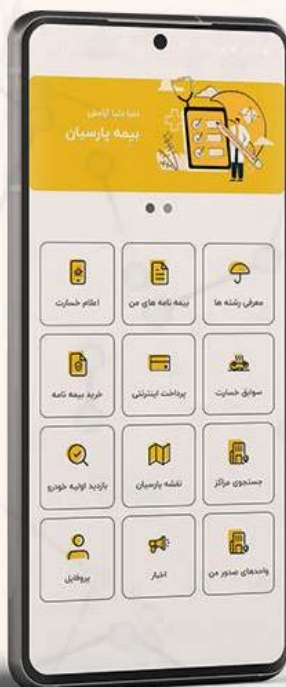 دنیا دنیا آرامش
بیمه پارسیان
معرفی رشته ها
بیمه نامه های من
اعلام خسارت
سوابق خسارت
پرداخت اینترنتی
خرید بیمه نامه
جستجوی مراکز
نقشه پارسیان
بازدید اولیه خودرو
واحدهای صدور من
اخبار
پروفایل